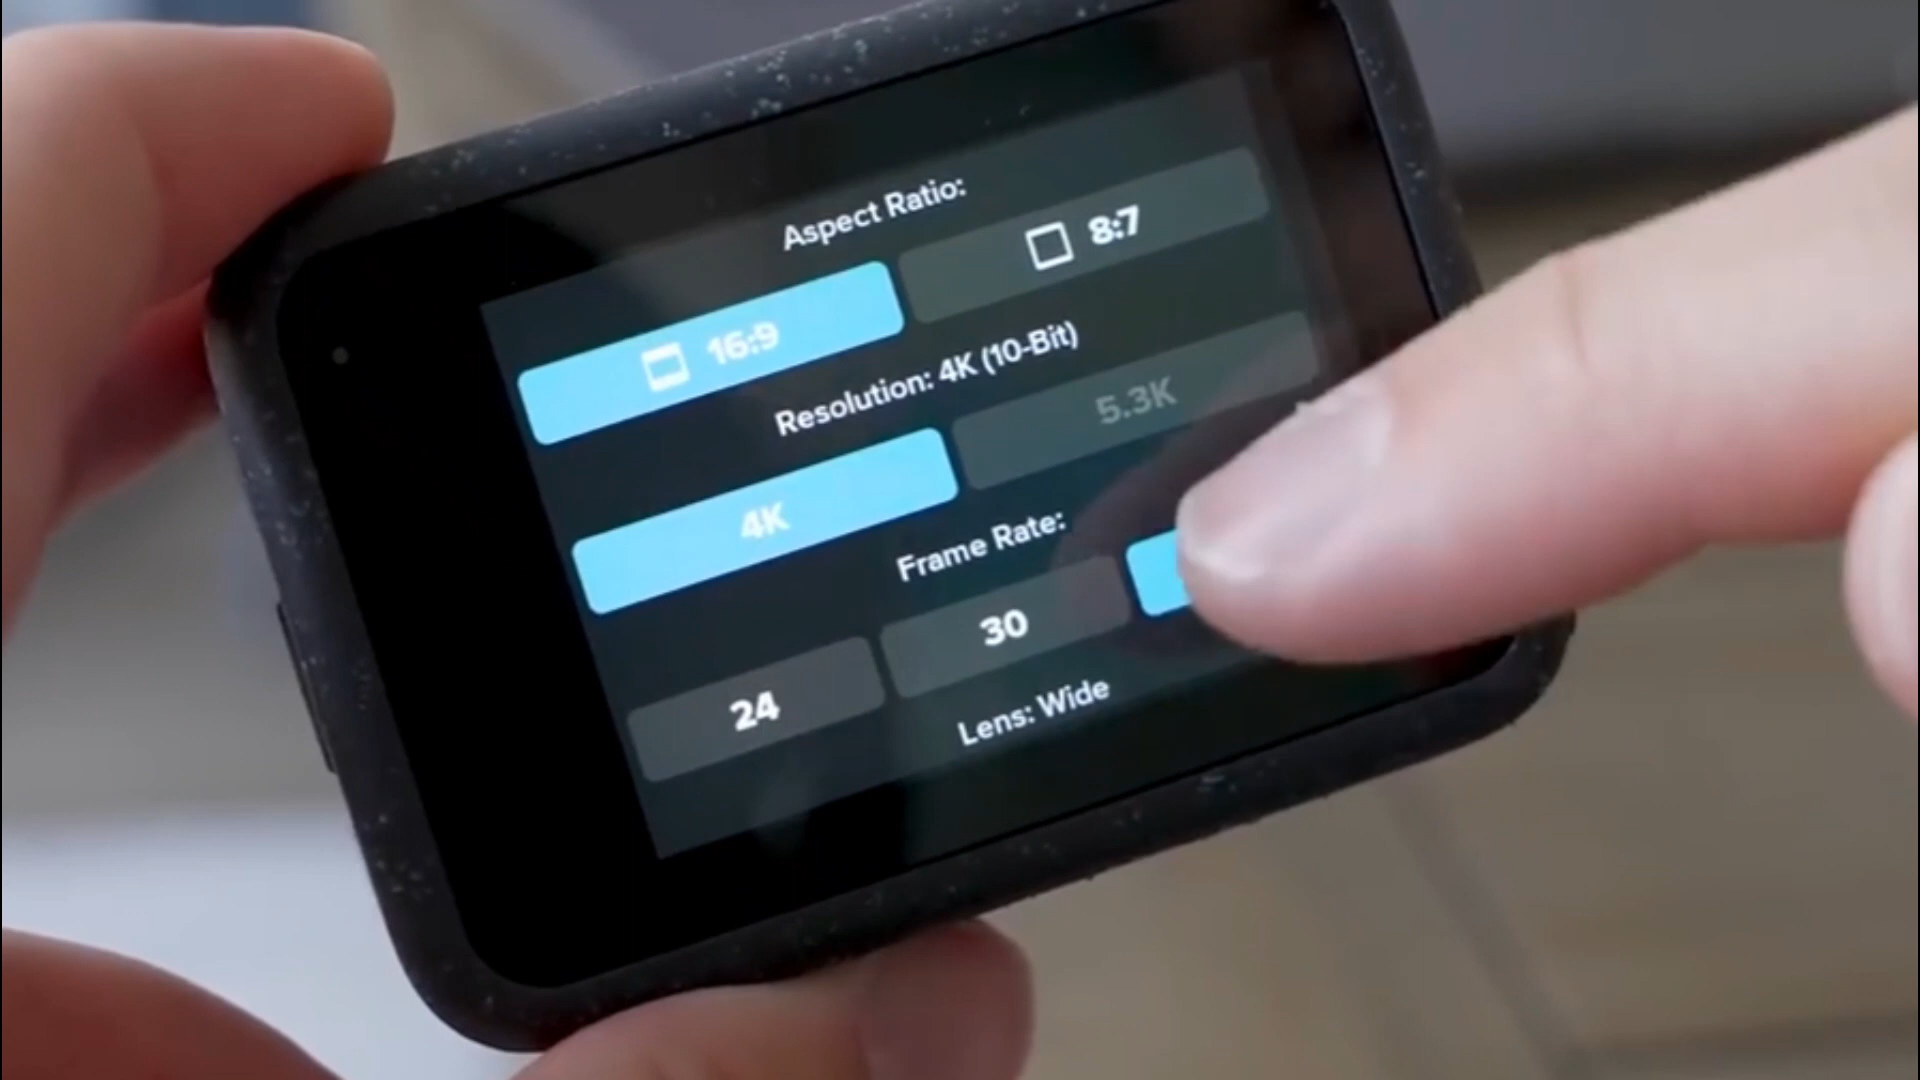 Aspect Ratio:
16:9 8:7
Resolution: 4K (10-Bit)
4K 5.3K
Frame Rate:
24 30
Lens: Wide